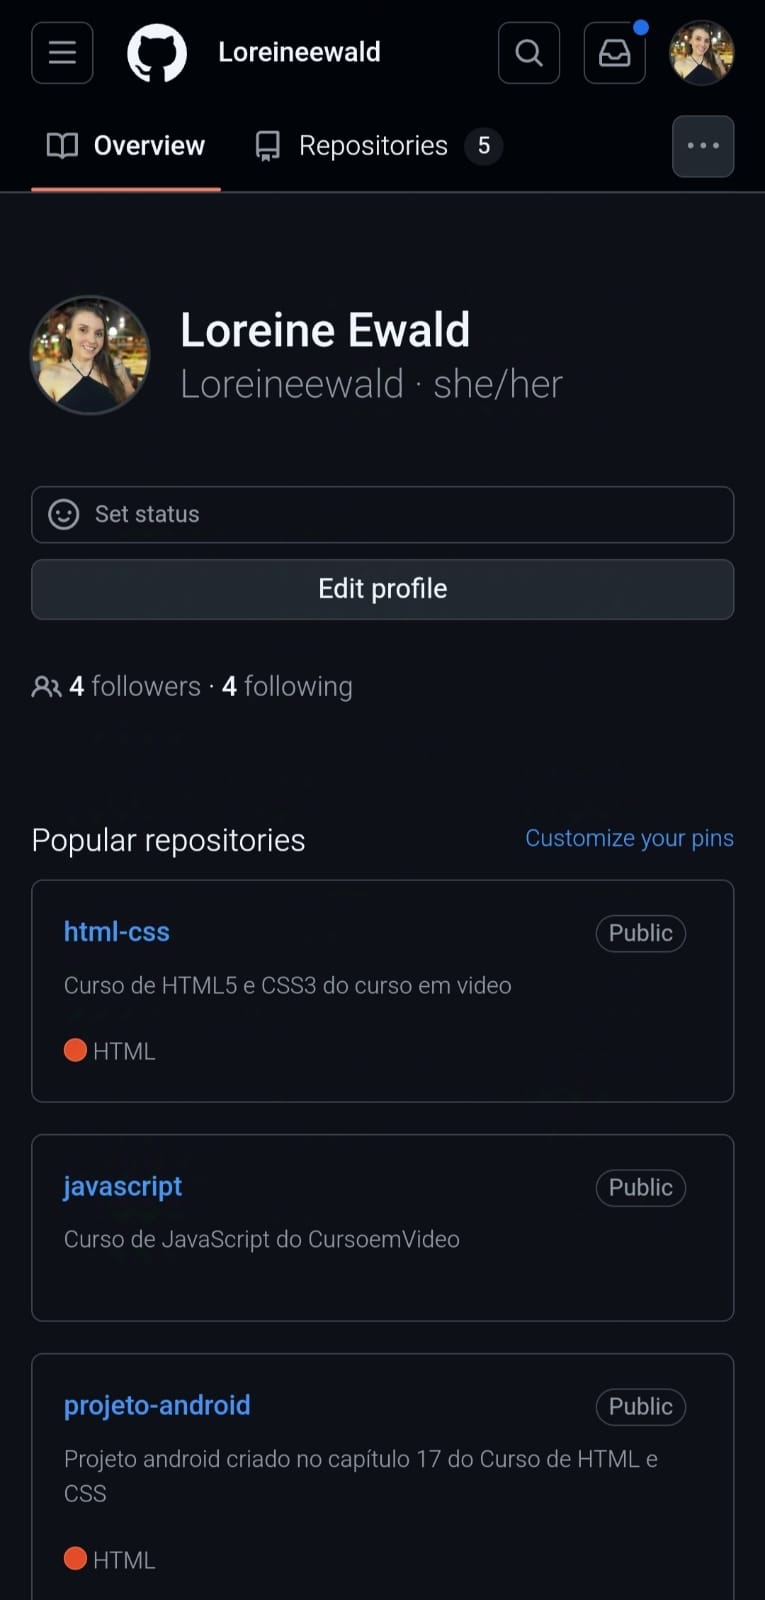 Loreineewald
Overview
Repositories 5
Loreine Ewald
Loreineewald · she/her
Set status
Edit profile
4 followers · 4 following
Popular repositories
Customize your pins
html-css
Public
Curso de HTML5 e CSS3 do curso em video
HTML
javascript
Public
Curso de JavaScript do CursoemVideo
projeto-android
Public
Projeto android criado no capítulo 17 do Curso de HTML e
CSS
HTML